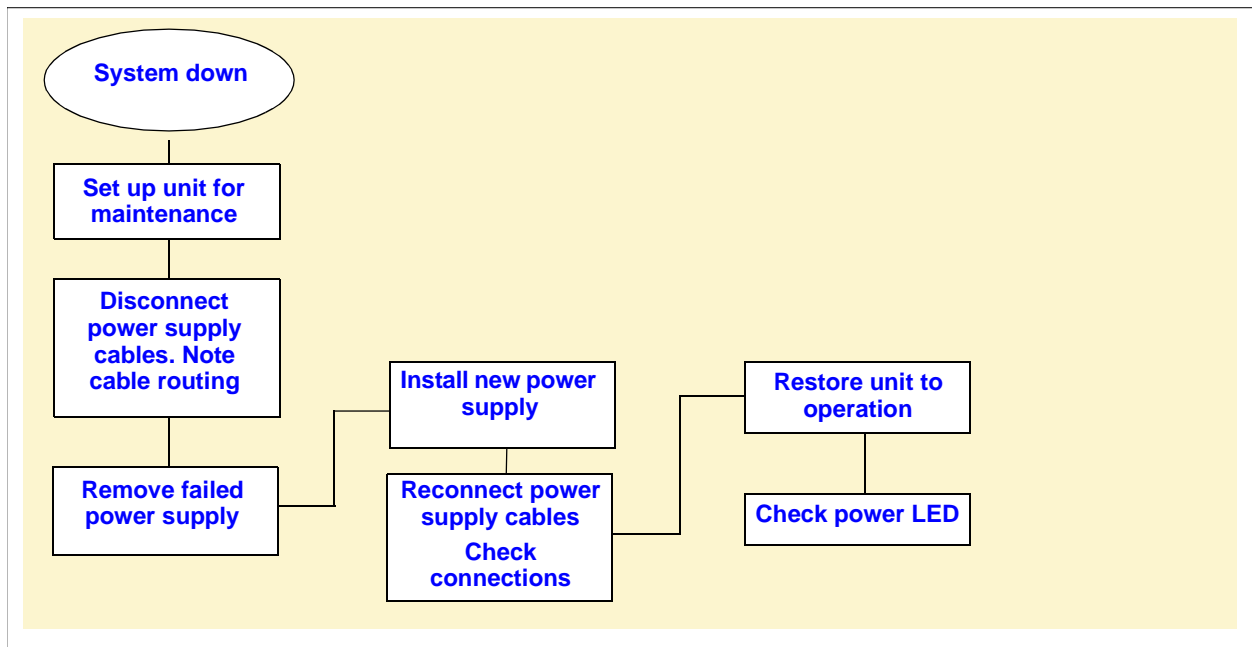 System down
Set up unit for
maintenance
Disconnect
power supply
cables. Note
cable routing
Remove failed
power supply
Install new power
supply
Reconnect power
supply cables
Check
connections
Restore unit to
operation
Check power LED